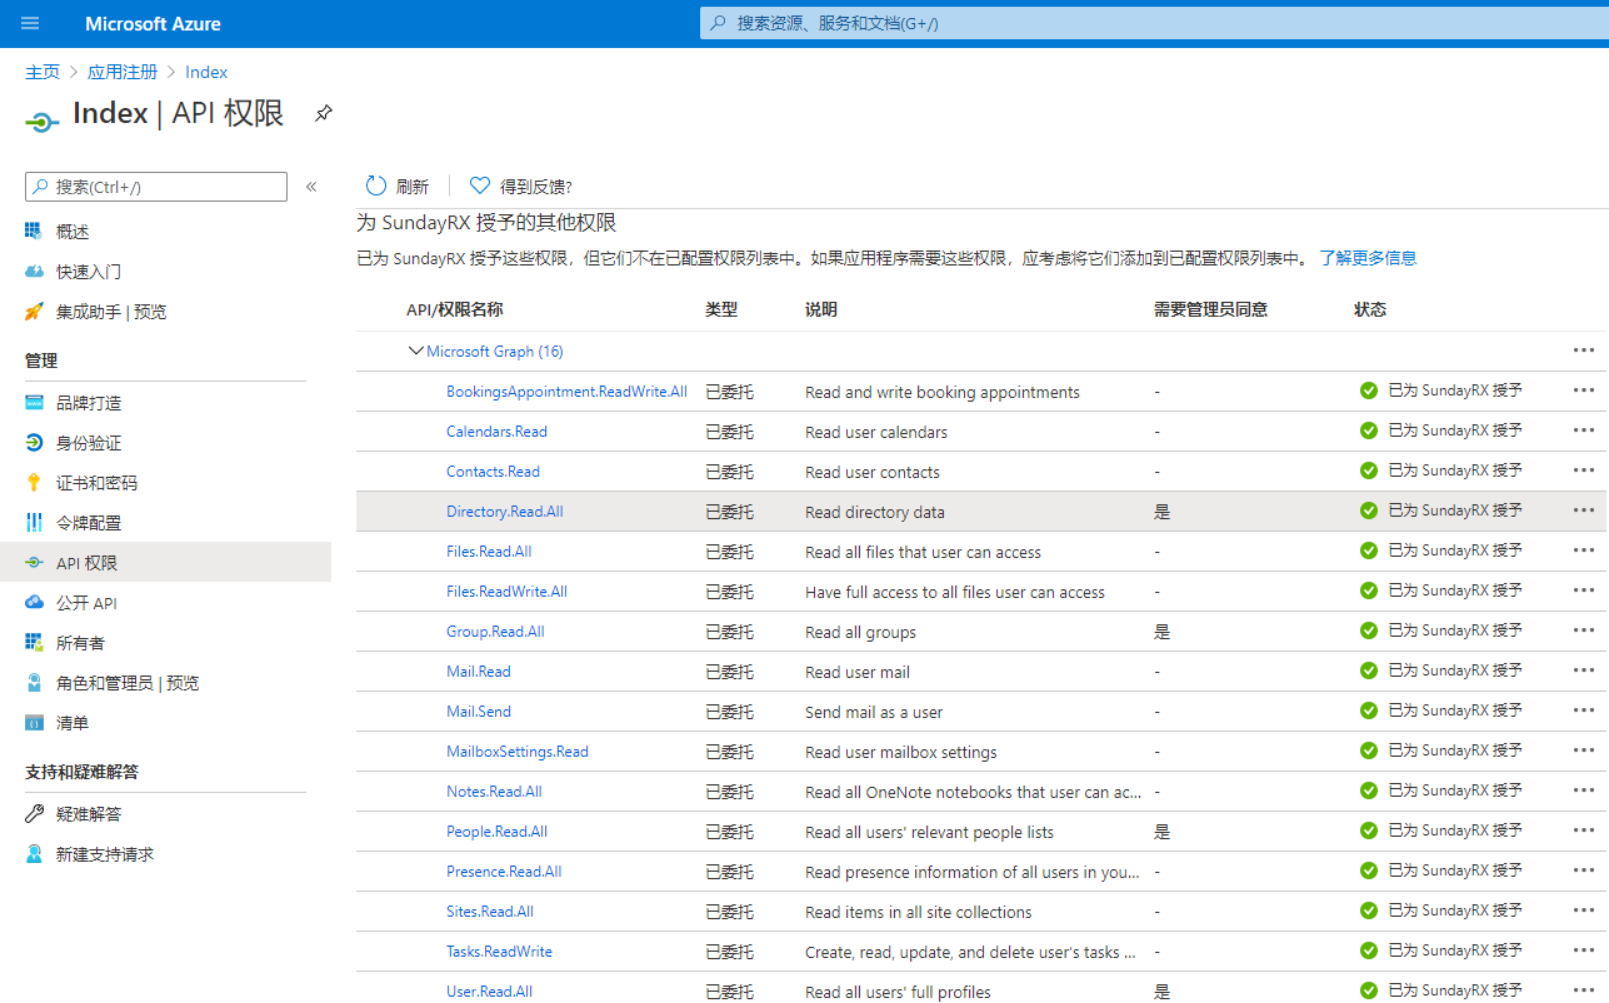 Microsoft Azure
搜索资源、服务和文档(G+/)
主页 > 应用注册 > Index
Index | API 权限
搜索(Ctrl+/)
«
概述
快速入门
集成助手 | 预览
管理
品牌打造
身份验证
证书和密码
令牌配置
API 权限
公开 API
所有者
角色和管理员 | 预览
清单
支持和疑难解答
疑难解答
新建支持请求
刷新 | 得到反馈?
为 SundayRX 授予的其他权限
已为 SundayRX 授予这些权限，但它们不在已配置权限列表中。如果应用程序需要这些权限，应考虑将它们添加到已配置权限列表中。 了解更多信息
API/权限名称 类型 说明 需要管理员同意 状态
Microsoft Graph (16) ...
BookingsAppointment.ReadWrite.All 已委托 Read and write booking appointments - 已为 SundayRX 授予 ...
Calendars.Read 已委托 Read user calendars - 已为 SundayRX 授予 ...
Contacts.Read 已委托 Read user contacts - 已为 SundayRX 授予 ...
Directory.Read.All 已委托 Read directory data 是 已为 SundayRX 授予 ...
Files.Read.All 已委托 Read all files that user can access - 已为 SundayRX 授予 ...
Files.ReadWrite.All 已委托 Have full access to all files user can access - 已为 SundayRX 授予 ...
Group.Read.All 已委托 Read all groups 是 已为 SundayRX 授予 ...
Mail.Read 已委托 Read user mail - 已为 SundayRX 授予 ...
Mail.Send 已委托 Send mail as a user - 已为 SundayRX 授予 ...
MailboxSettings.Read 已委托 Read user mailbox settings - 已为 SundayRX 授予 ...
Notes.Read.All 已委托 Read all OneNote notebooks that user can ac... - 已为 SundayRX 授予 ...
People.Read.All 已委托 Read all users' relevant people lists 是 已为 SundayRX 授予 ...
Presence.Read.All 已委托 Read presence information of all users in you... - 已为 SundayRX 授予 ...
Sites.Read.All 已委托 Read items in all site collections - 已为 SundayRX 授予 ...
Tasks.ReadWrite 已委托 Create, read, update, and delete user's tasks ... - 已为 SundayRX 授予 ...
User.Read.All 已委托 Read all users' full profiles 是 已为 SundayRX 授予 ...